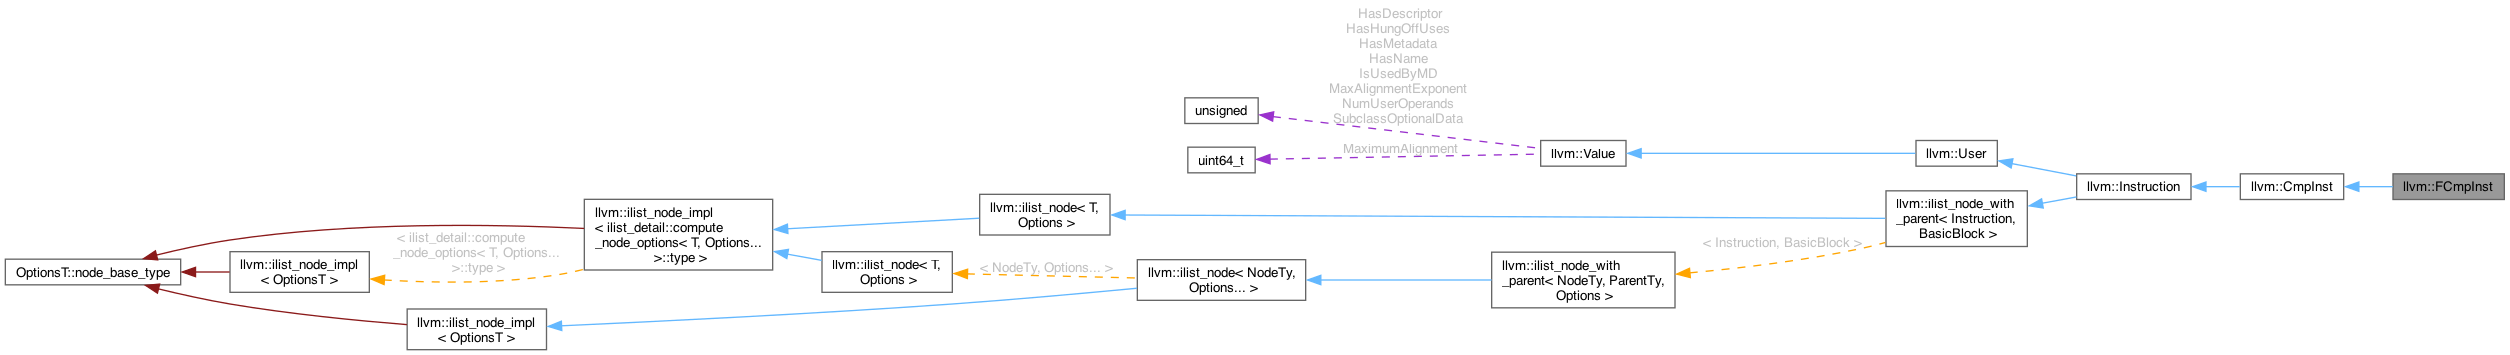 HasDescriptor
HasHungOffUses
HasMetadata
HasName
IsUsedByMD
MaxAlignmentExponent
NumUserOperands
SubclassOptionalData
unsigned
MaximumAlignment
uint64_t
llvm::Value
llvm::User
llvm::Instruction
llvm::CmpInst
llvm::FCmpInst
llvm::ilist_node_with
_parent< Instruction,
BasicBlock >
llvm::ilist_node< T,
Options >
llvm::ilist_node_impl
< ilist_detail::compute
_node_options< T, Options...
>::type >
< ilist_detail::compute
_node_options< T, Options...
>::type >
OptionsT::node_base_type
llvm::ilist_node_impl
< OptionsT >
llvm::ilist_node< T,
Options >
< NodeTy, Options... >
llvm::ilist_node< NodeTy,
Options... >
llvm::ilist_node_with
_parent< NodeTy, ParentTy,
Options >
< Instruction, BasicBlock >
llvm::ilist_node_impl
< OptionsT >